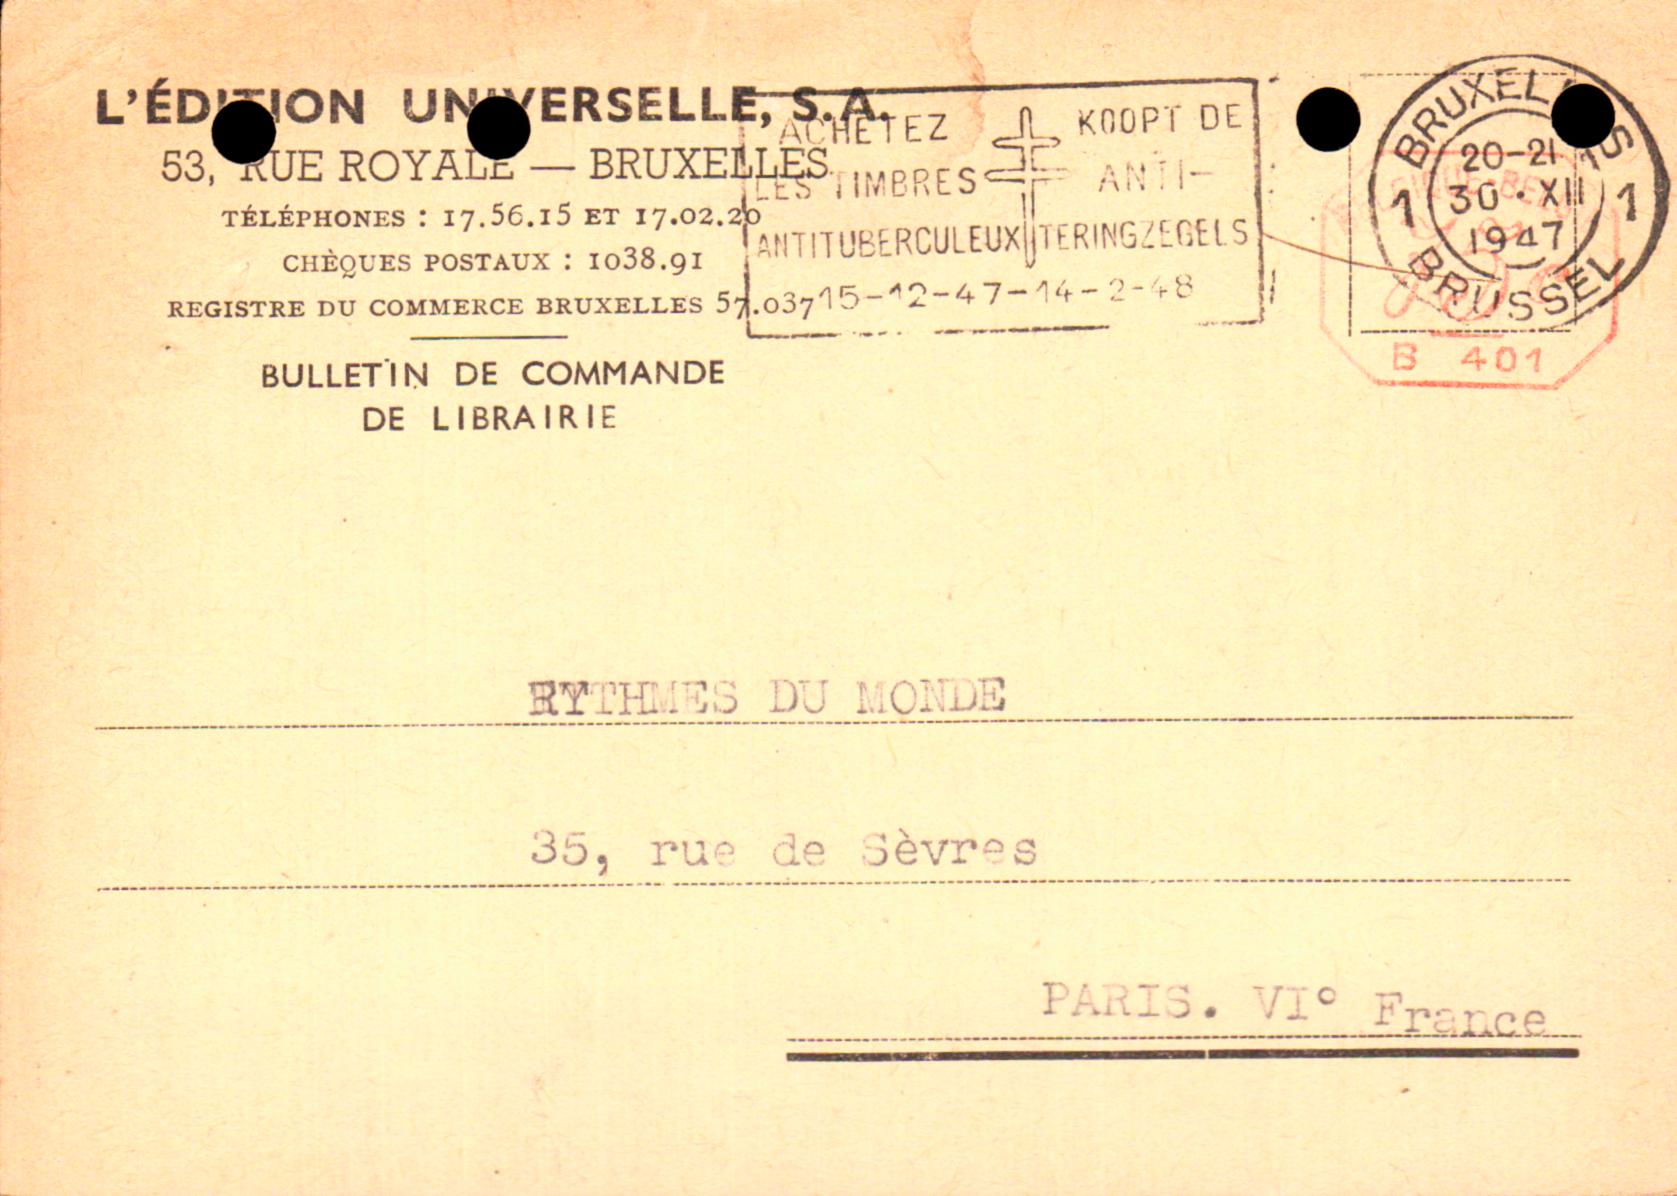 L'ÉDITION UNIVERSELLE, S.A.
53, RUE ROYALE — BRUXELLES
TÉLÉPHONES : 17.56.15 ET 17.02.20
CHÈQUES POSTAUX : 1038.91
REGISTRE DU COMMERCE BRUXELLES 57.037
BULLETIN DE COMMANDE
DE LIBRAIRIE
ACHETEZ
LES TIMBRES
ANTITUBERCULEUX
KOOPT DE
ANTI-
TERINGZEGELS
15-12-47-14-2-48
BRUXELLES 1
1 20-21 1
30·XII
1947
BRUSSEL
B 401
RYTHMES DU MONDE
35, rue de Sèvres
PARIS. VI° France